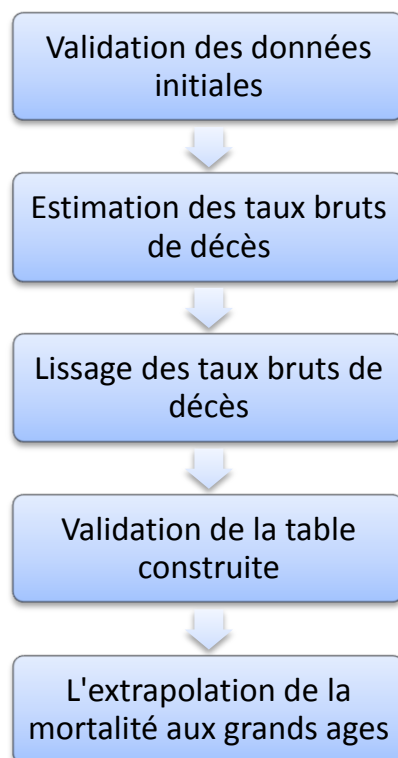 Validation des données
initiales
Estimation des taux bruts
de décès
Lissage des taux bruts de
décès
Validation de la table
construite
L'extrapolation de la
mortalité aux grands ages